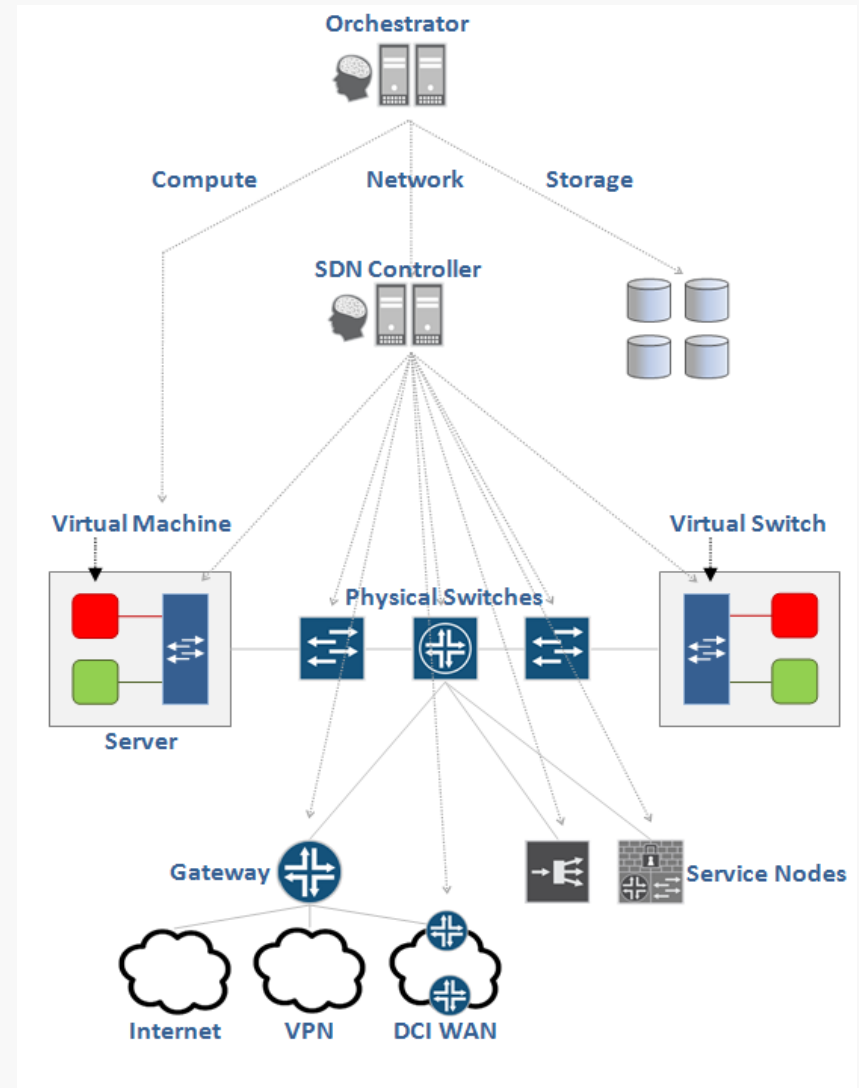 Orchestrator
Compute
Network
Storage
SDN Controller
Virtual Machine
Virtual Switch
Physical Switches
Server
Gateway
Service Nodes
Internet
VPN
DCI WAN